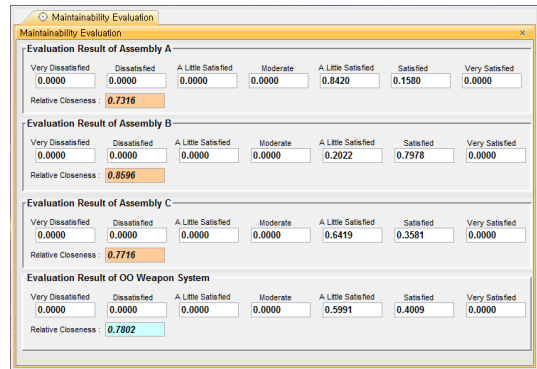 Maintainability Evaluation
Maintainability Evaluation ×
Evaluation Result of Assembly A
Very Dissatisfied Dissatisfied A Little Satisfied Moderate A Little Satisfied Satisfied Very Satisfied
0.0000 0.0000 0.0000 0.0000 0.8420 0.1580 0.0000
Relative Closeness : 0.7316
Evaluation Result of Assembly B
Very Dissatisfied Dissatisfied A Little Satisfied Moderate A Little Satisfied Satisfied Very Satisfied
0.0000 0.0000 0.0000 0.0000 0.2022 0.7978 0.0000
Relative Closeness : 0.8596
Evaluation Result of Assembly C
Very Dissatisfied Dissatisfied A Little Satisfied Moderate A Little Satisfied Satisfied Very Satisfied
0.0000 0.0000 0.0000 0.0000 0.6419 0.3581 0.0000
Relative Closeness : 0.7716
Evaluation Result of OO Weapon System
Very Dissatisfied Dissatisfied A Little Satisfied Moderate A Little Satisfied Satisfied Very Satisfied
0.0000 0.0000 0.0000 0.0000 0.5991 0.4009 0.0000
Relative Closeness : 0.7802